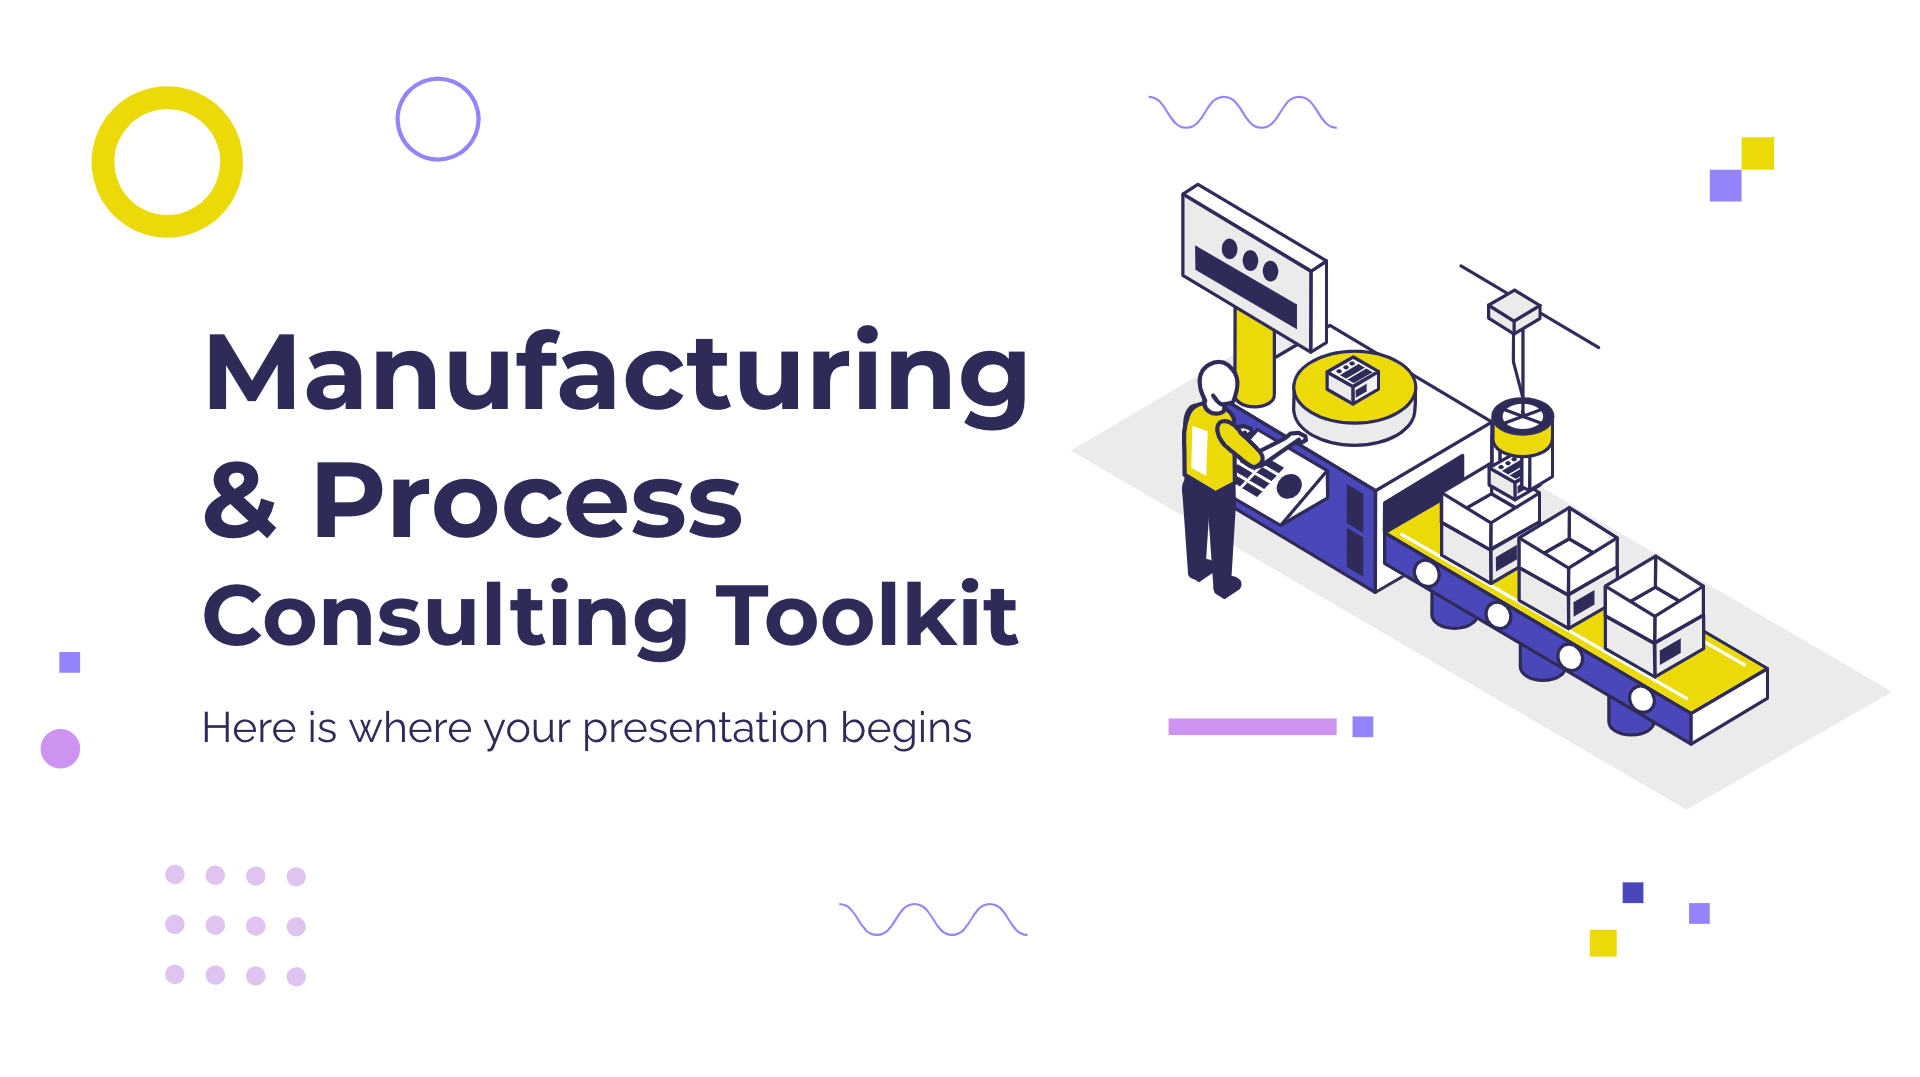 Manufacturing
& Process
Consulting Toolkit
Here is where your presentation begins